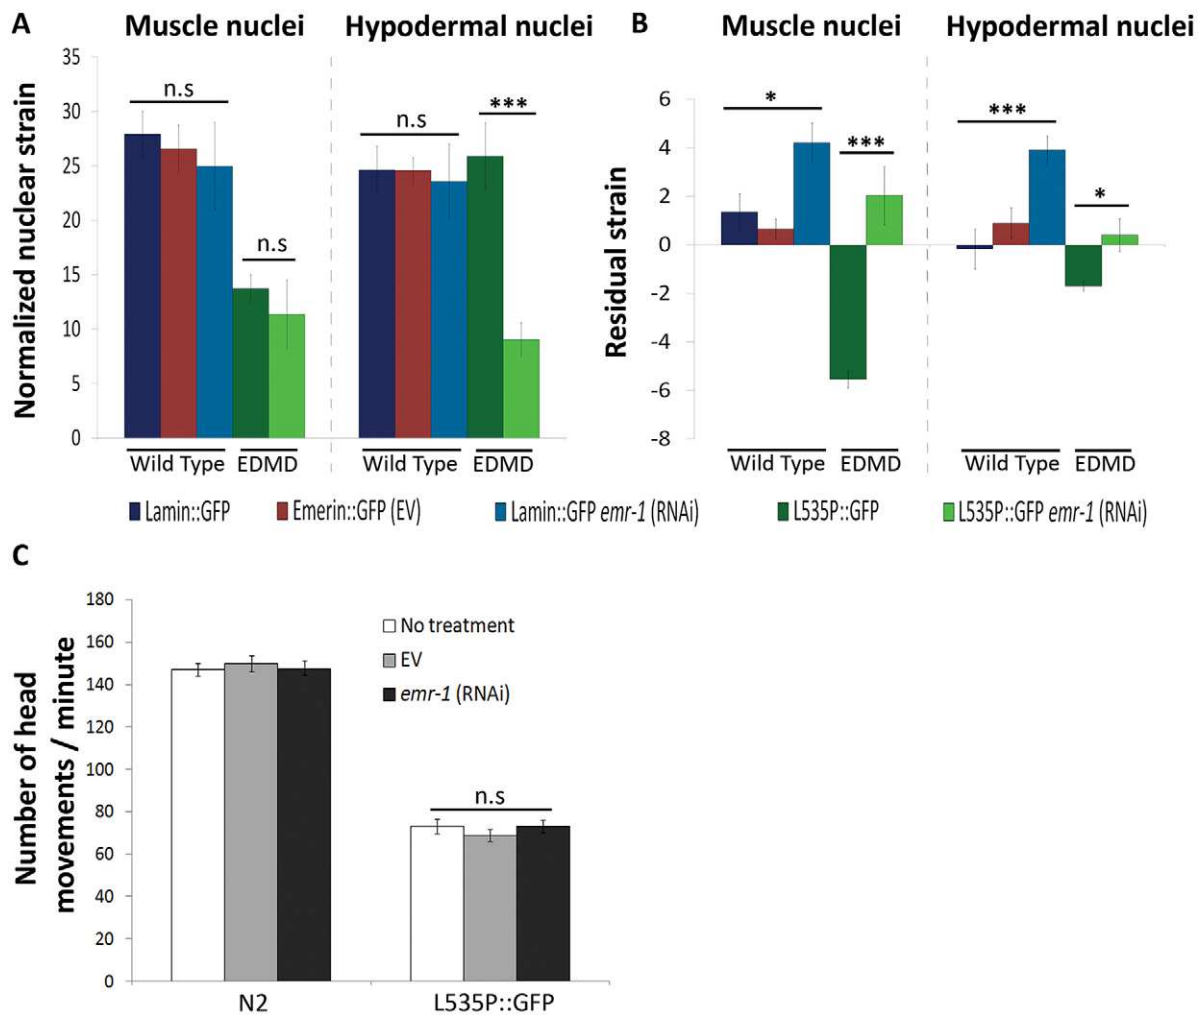 A
Muscle nuclei
Hypodermal nuclei
Normalized nuclear strain
35
30
25
20
15
10
5
0
n.s
n.s
n.s
***
Wild Type
EDMD
Wild Type
EDMD
B
Muscle nuclei
Hypodermal nuclei
Residual strain
6
4
2
0
-2
-4
-6
-8
*
***
***
*
Wild Type
EDMD
Wild Type
EDMD
Lamin::GFP
Emerin::GFP (EV)
Lamin::GFP emr-1 (RNAi)
L535P::GFP
L535P::GFP emr-1 (RNAi)
C
Number of head
movements / minute
180
160
140
120
100
80
60
40
20
0
No treatment
EV
emr-1 (RNAi)
n.s
N2
L535P::GFP